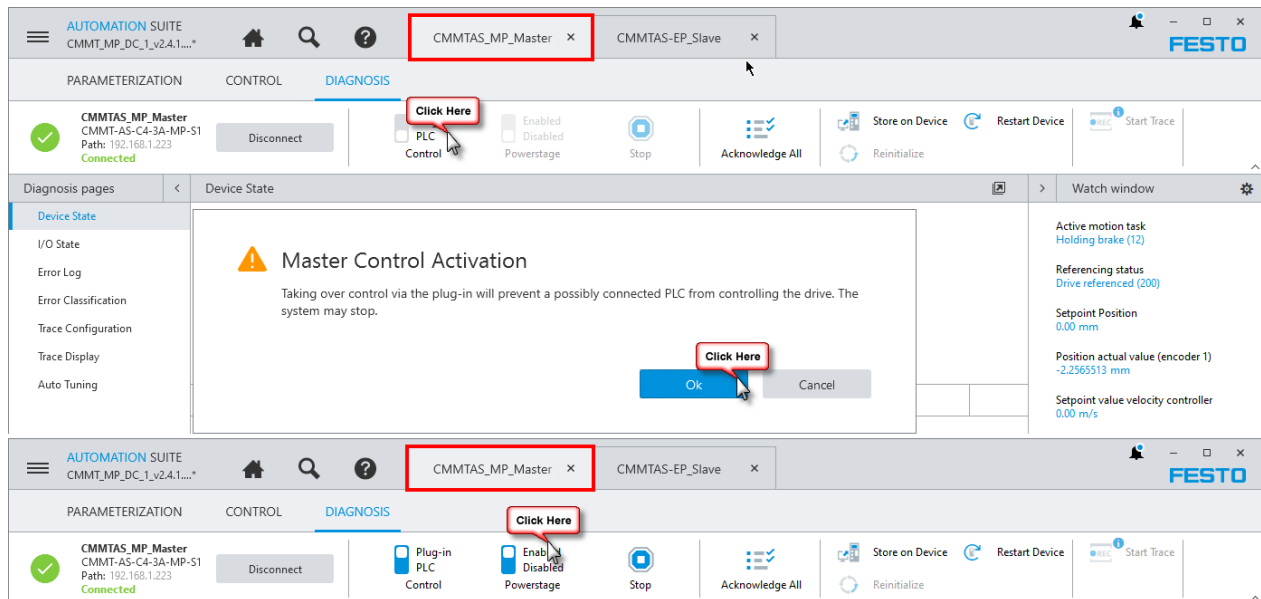 AUTOMATION SUITE
CMMT_MP_DC_1_v2.4.1....*
CMMTAS_MP_Master ×
CMMTAS-EP_Slave ×
FESTO
PARAMETERIZATION
CONTROL
DIAGNOSIS
CMMTAS_MP_Master
CMMT-AS-C4-3A-MP-S1
Path: 192.168.1.223
Connected
Disconnect
Click Here
PLC
Control
Enabled
Disabled
Powerstage
Stop
Acknowledge All
Store on Device
Reinitialize
Restart Device
REC
Start Trace
Diagnosis pages
Device State
Watch window
Device State
I/O State
Error Log
Error Classification
Trace Configuration
Trace Display
Auto Tuning
Master Control Activation
Taking over control via the plug-in will prevent a possibly connected PLC from controlling the drive. The
system may stop.
Click Here
Ok
Cancel
Active motion task
Holding brake (12)
Referencing status
Drive referenced (200)
Setpoint Position
0.00 mm
Position actual value (encoder 1)
-2.2565513 mm
Setpoint value velocity controller
0.00 m/s
AUTOMATION SUITE
CMMT_MP_DC_1_v2.4.1....*
CMMTAS_MP_Master ×
CMMTAS-EP_Slave ×
FESTO
PARAMETERIZATION
CONTROL
DIAGNOSIS
CMMTAS_MP_Master
CMMT-AS-C4-3A-MP-S1
Path: 192.168.1.223
Connected
Disconnect
Plug-in
PLC
Control
Click Here
Enabled
Disabled
Powerstage
Stop
Acknowledge All
Store on Device
Reinitialize
Restart Device
REC
Start Trace